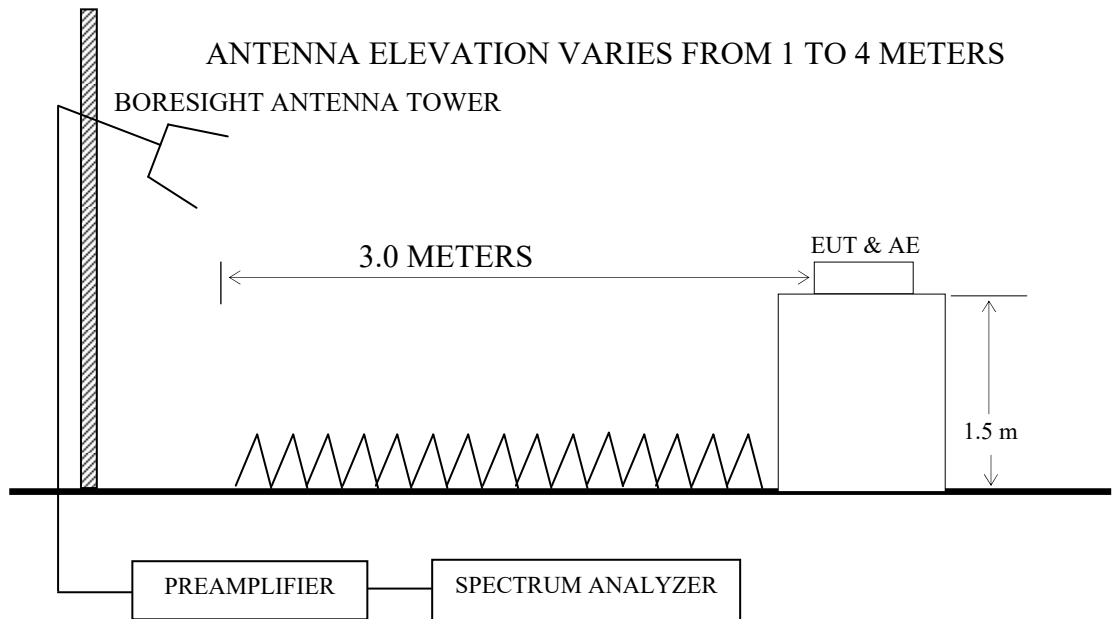 ANTENNA ELEVATION VARIES FROM 1 TO 4 METERS
BORESIGHT ANTENNA TOWER
EUT & AE
3.0 METERS
1.5 m
PREAMPLIFIER
SPECTRUM ANALYZER